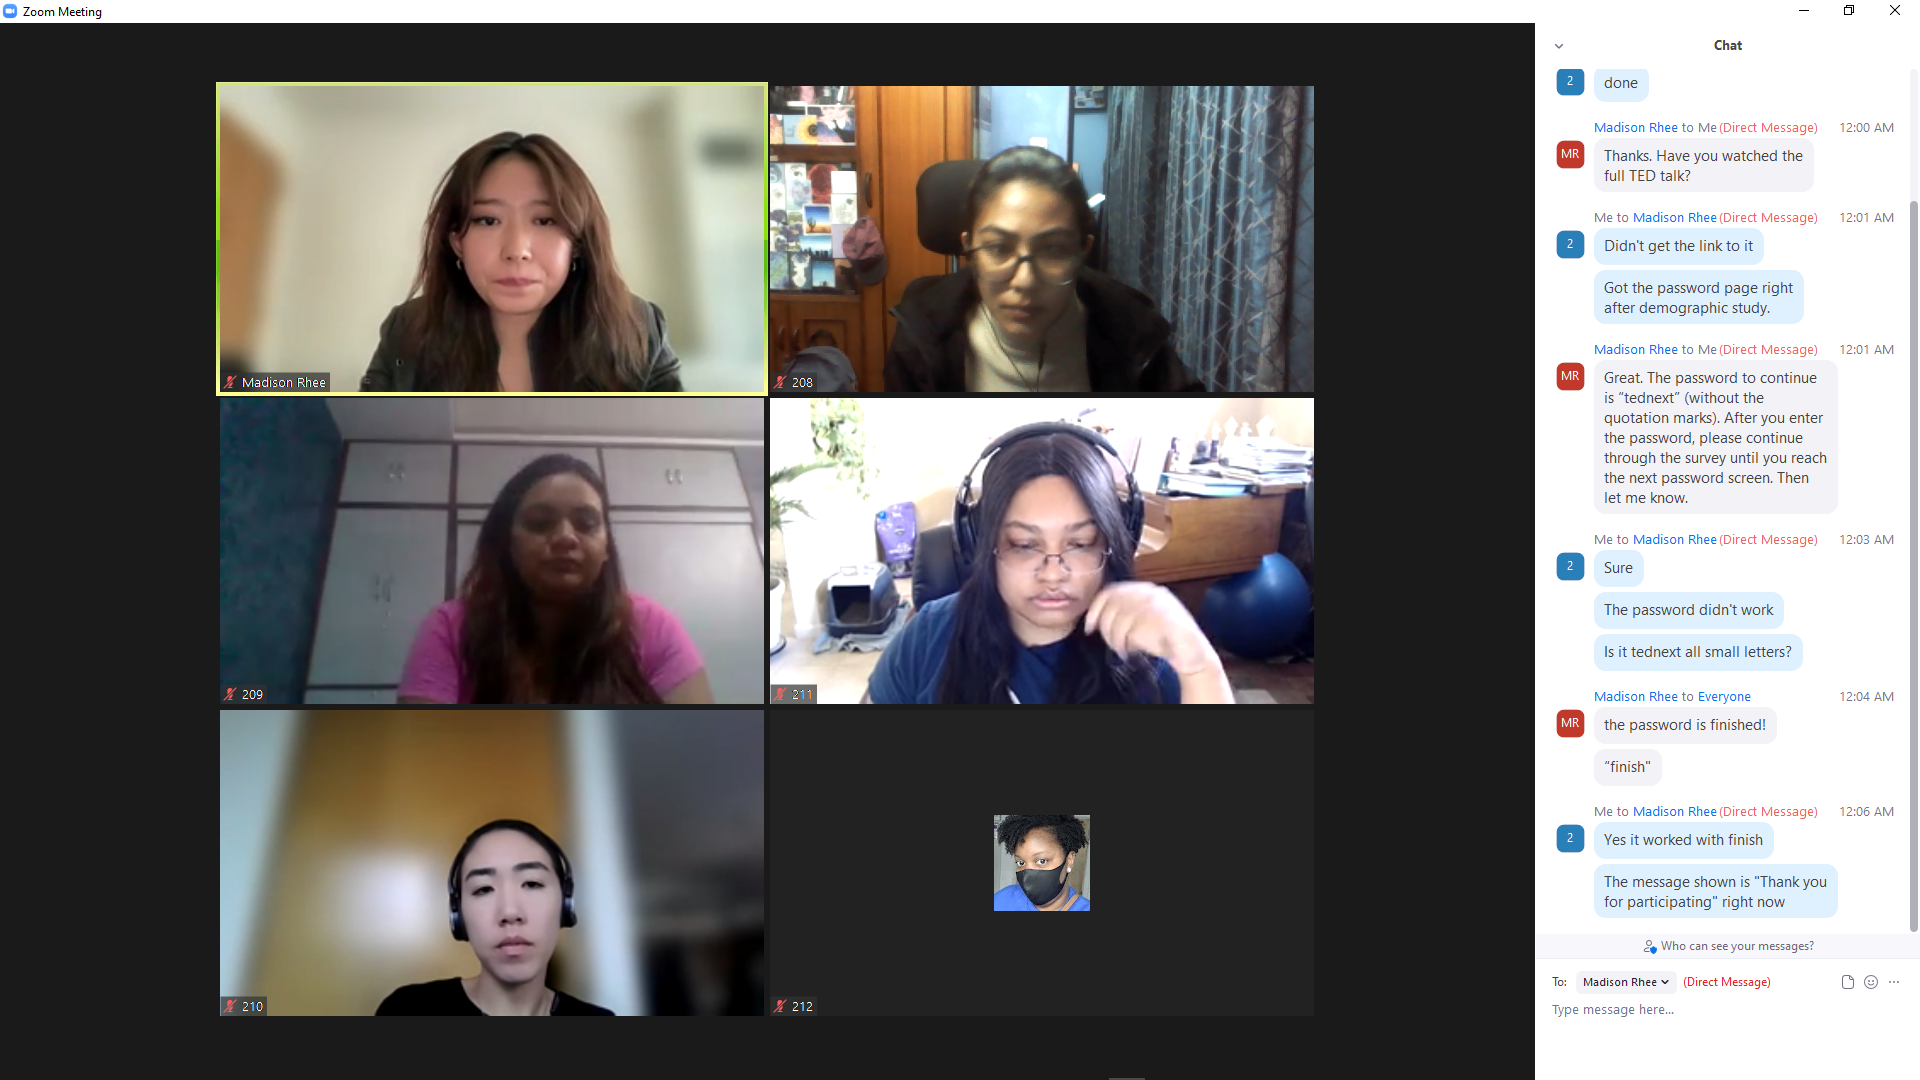 Zoom Meeting
Madison Rhee
208
209
211
210
212
Chat
2
done
Madison Rhee to Me (Direct Message) 12:00 AM
MR
Thanks. Have you watched the
full TED talk?
Me to Madison Rhee (Direct Message) 12:01 AM
2
Didn't get the link to it
Got the password page right
after demographic study.
Madison Rhee to Me (Direct Message) 12:01 AM
MR
Great. The password to continue
is “tednext” (without the
quotation marks). After you enter
the password, please continue
through the survey until you reach
the next password screen. Then
let me know.
Me to Madison Rhee (Direct Message) 12:03 AM
2
Sure
The password didn't work
Is it tednext all small letters?
Madison Rhee to Everyone 12:04 AM
MR
the password is finished!
“finish"
Me to Madison Rhee (Direct Message) 12:06 AM
2
Yes it worked with finish
The message shown is "Thank you
for participating" right now
Who can see your messages?
To: Madison Rhee (Direct Message)
Type message here...